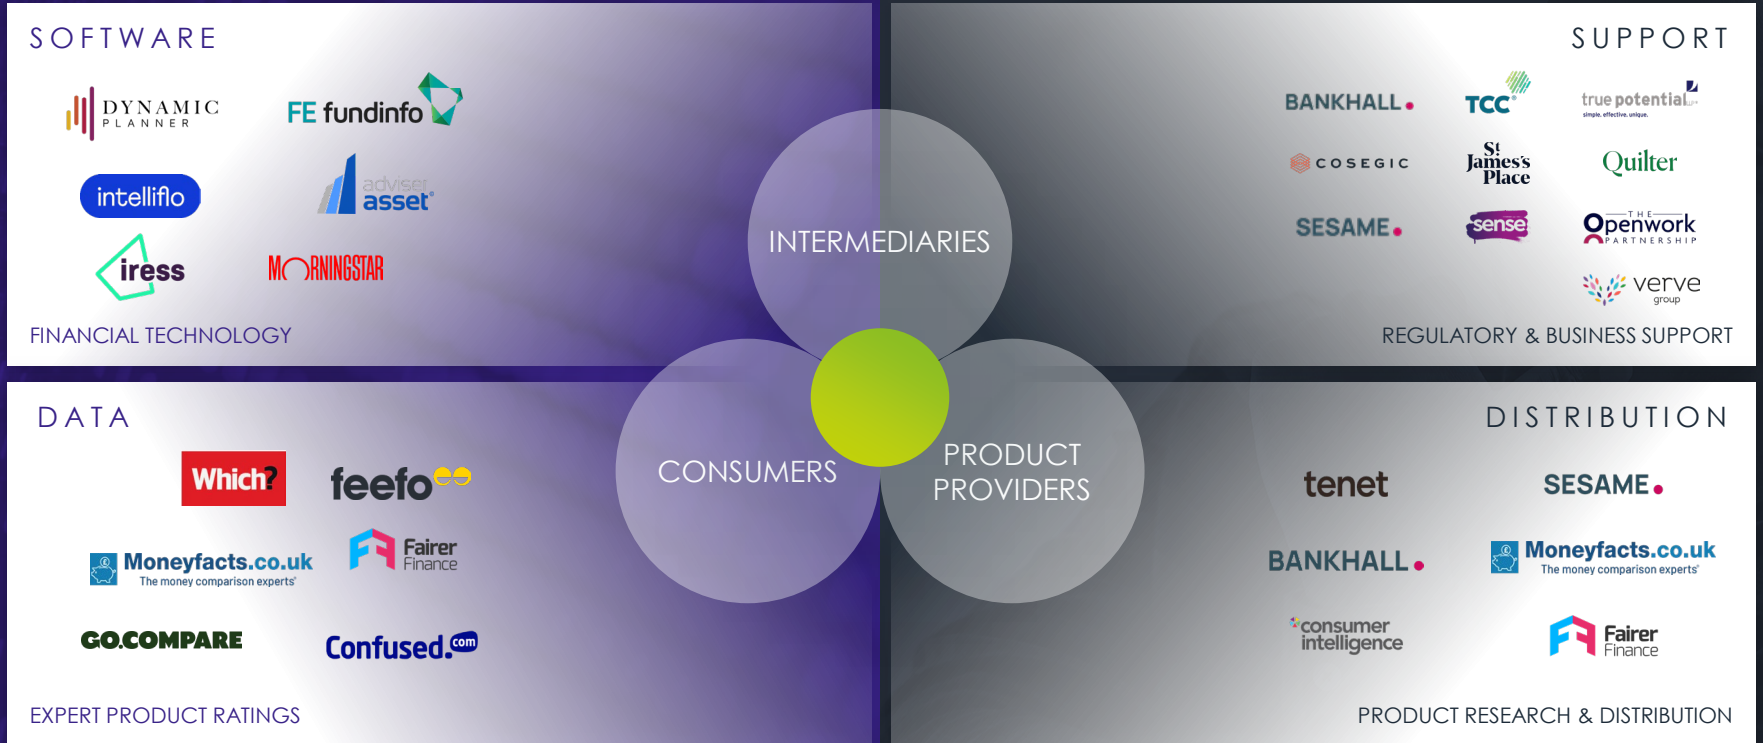 SOFTWARE
DYNAMIC
PLANNER
FE fundinfo
intelliflo
adviser
asset®
iress
MORNINGSTAR
FINANCIAL TECHNOLOGY
SUPPORT
BANKHALL.
TCC®
true potential LLP
simple. effective. unique.
COSEGIC
St
James's
Place
Quilter
SESAME.
sense
THE
Openwork
PARTNERSHIP
verve
group
REGULATORY & BUSINESS SUPPORT
INTERMEDIARIES
CONSUMERS
PRODUCT
PROVIDERS
DATA
Which?
feefo
Moneyfacts.co.uk
The money comparison experts®
Fairer
Finance
GO.COMPARE
Confused.com
EXPERT PRODUCT RATINGS
DISTRIBUTION
tenet
SESAME.
BANKHALL.
Moneyfacts.co.uk
The money comparison experts®
consumer
intelligence
Fairer
Finance
PRODUCT RESEARCH & DISTRIBUTION